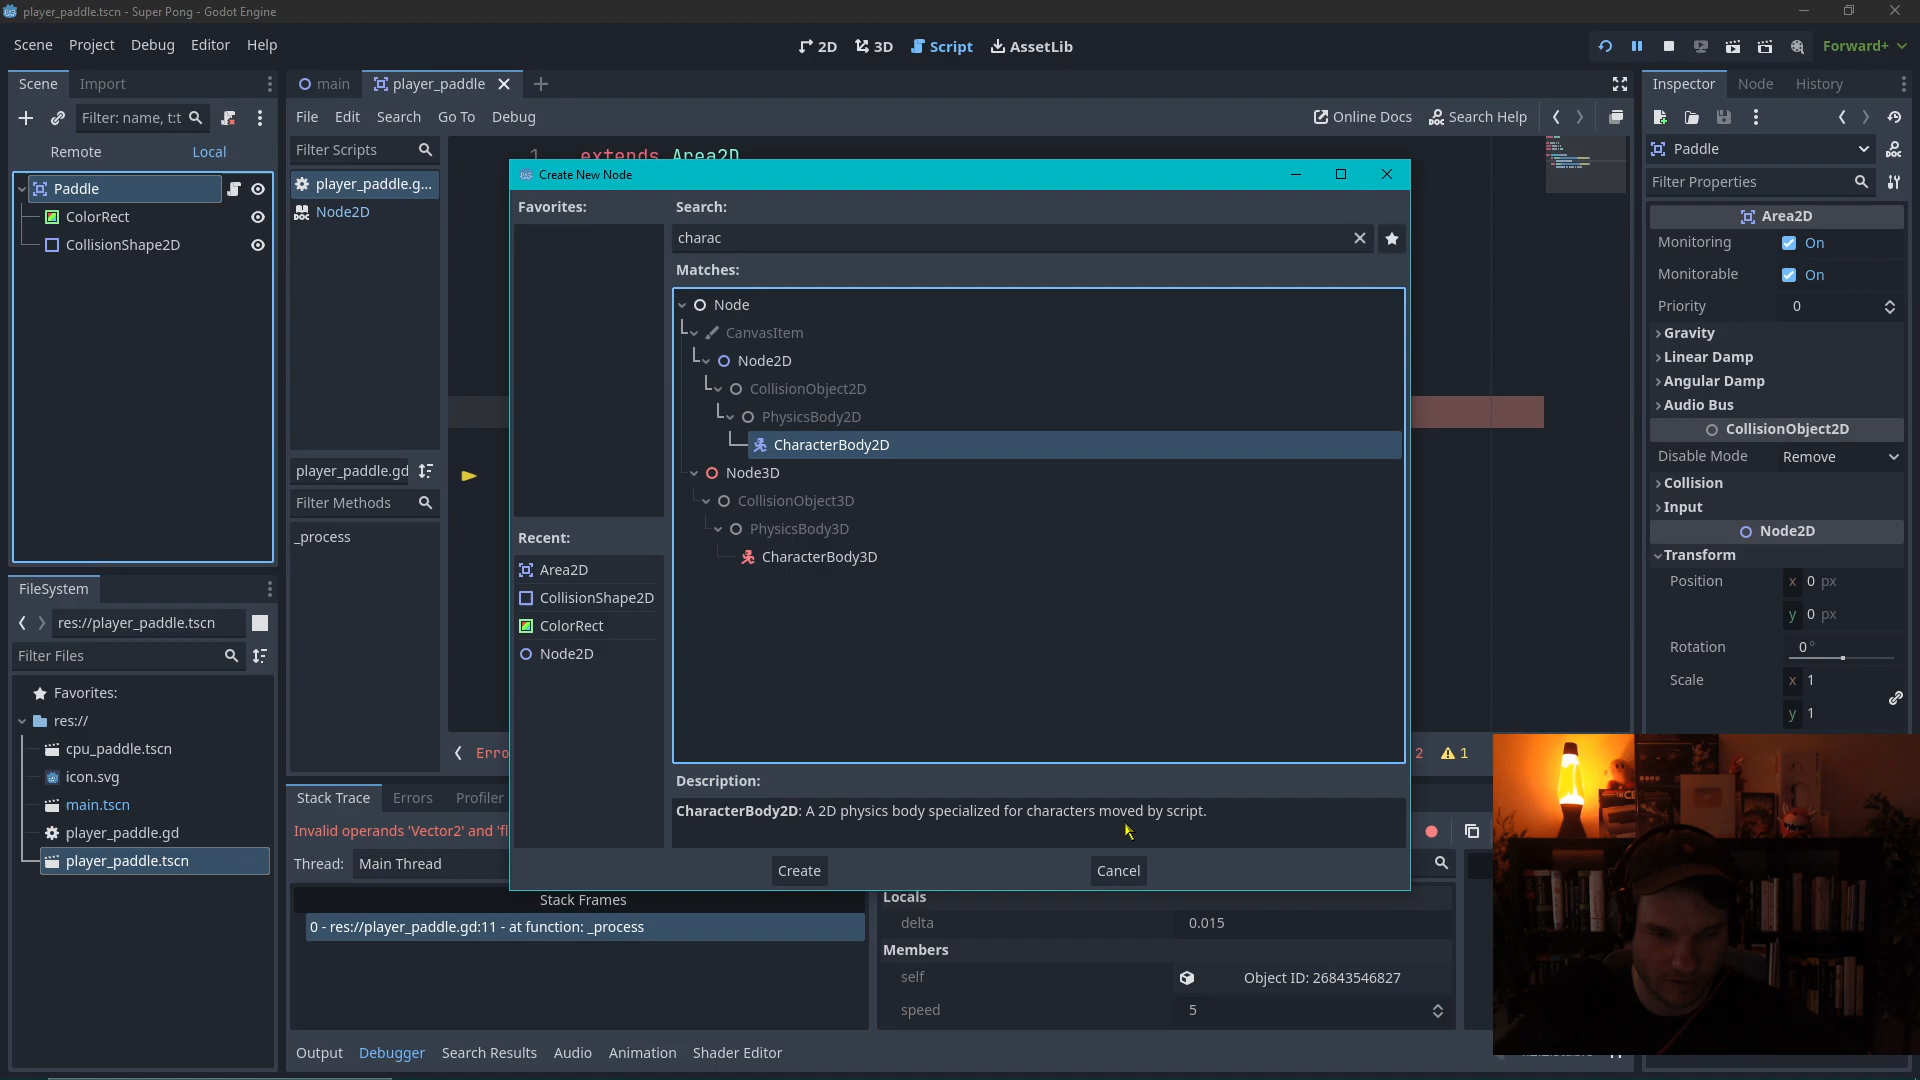 player_paddle.tscn - Super Pong - Godot Engine
Scene Project Debug Editor Help
2D 3D Script AssetLib
Forward+
Scene Import
main player_paddle
Inspector Node History
Filter: name, t:t
File Edit Search Go To Debug
Online Docs Search Help
Remote Local
Filter Scripts
1 extends Area2D
Paddle
Filter Properties
Paddle
ColorRect
CollisionShape2D
player_paddle.g...
Node2D
player_paddle.gd
Filter Methods
_process
Create New Node
Favorites:
Search:
charac
Matches:
Node
CanvasItem
Node2D
CollisionObject2D
PhysicsBody2D
CharacterBody2D
Node3D
CollisionObject3D
PhysicsBody3D
CharacterBody3D
Recent:
Area2D
CollisionShape2D
ColorRect
Node2D
Description:
CharacterBody2D: A 2D physics body specialized for characters moved by script.
Create Cancel
Area2D
Monitoring On
Monitorable On
Priority 0
Gravity
Linear Damp
Angular Damp
Audio Bus
CollisionObject2D
Disable Mode Remove
Collision
Input
Node2D
Transform
Position x 0 px
y 0 px
Rotation 0 °
Scale x 1
y 1
FileSystem
res://player_paddle.tscn
Filter Files
Favorites:
res://
cpu_paddle.tscn
icon.svg
main.tscn
player_paddle.gd
player_paddle.tscn
Erro
2 1
Stack Trace Errors Profiler
Invalid operands 'Vector2' and 'fl
Thread: Main Thread
Stack Frames
0 - res://player_paddle.gd:11 - at function: _process
Locals
delta 0.015
Members
self Object ID: 26843546827
speed 5
Output Debugger Search Results Audio Animation Shader Editor